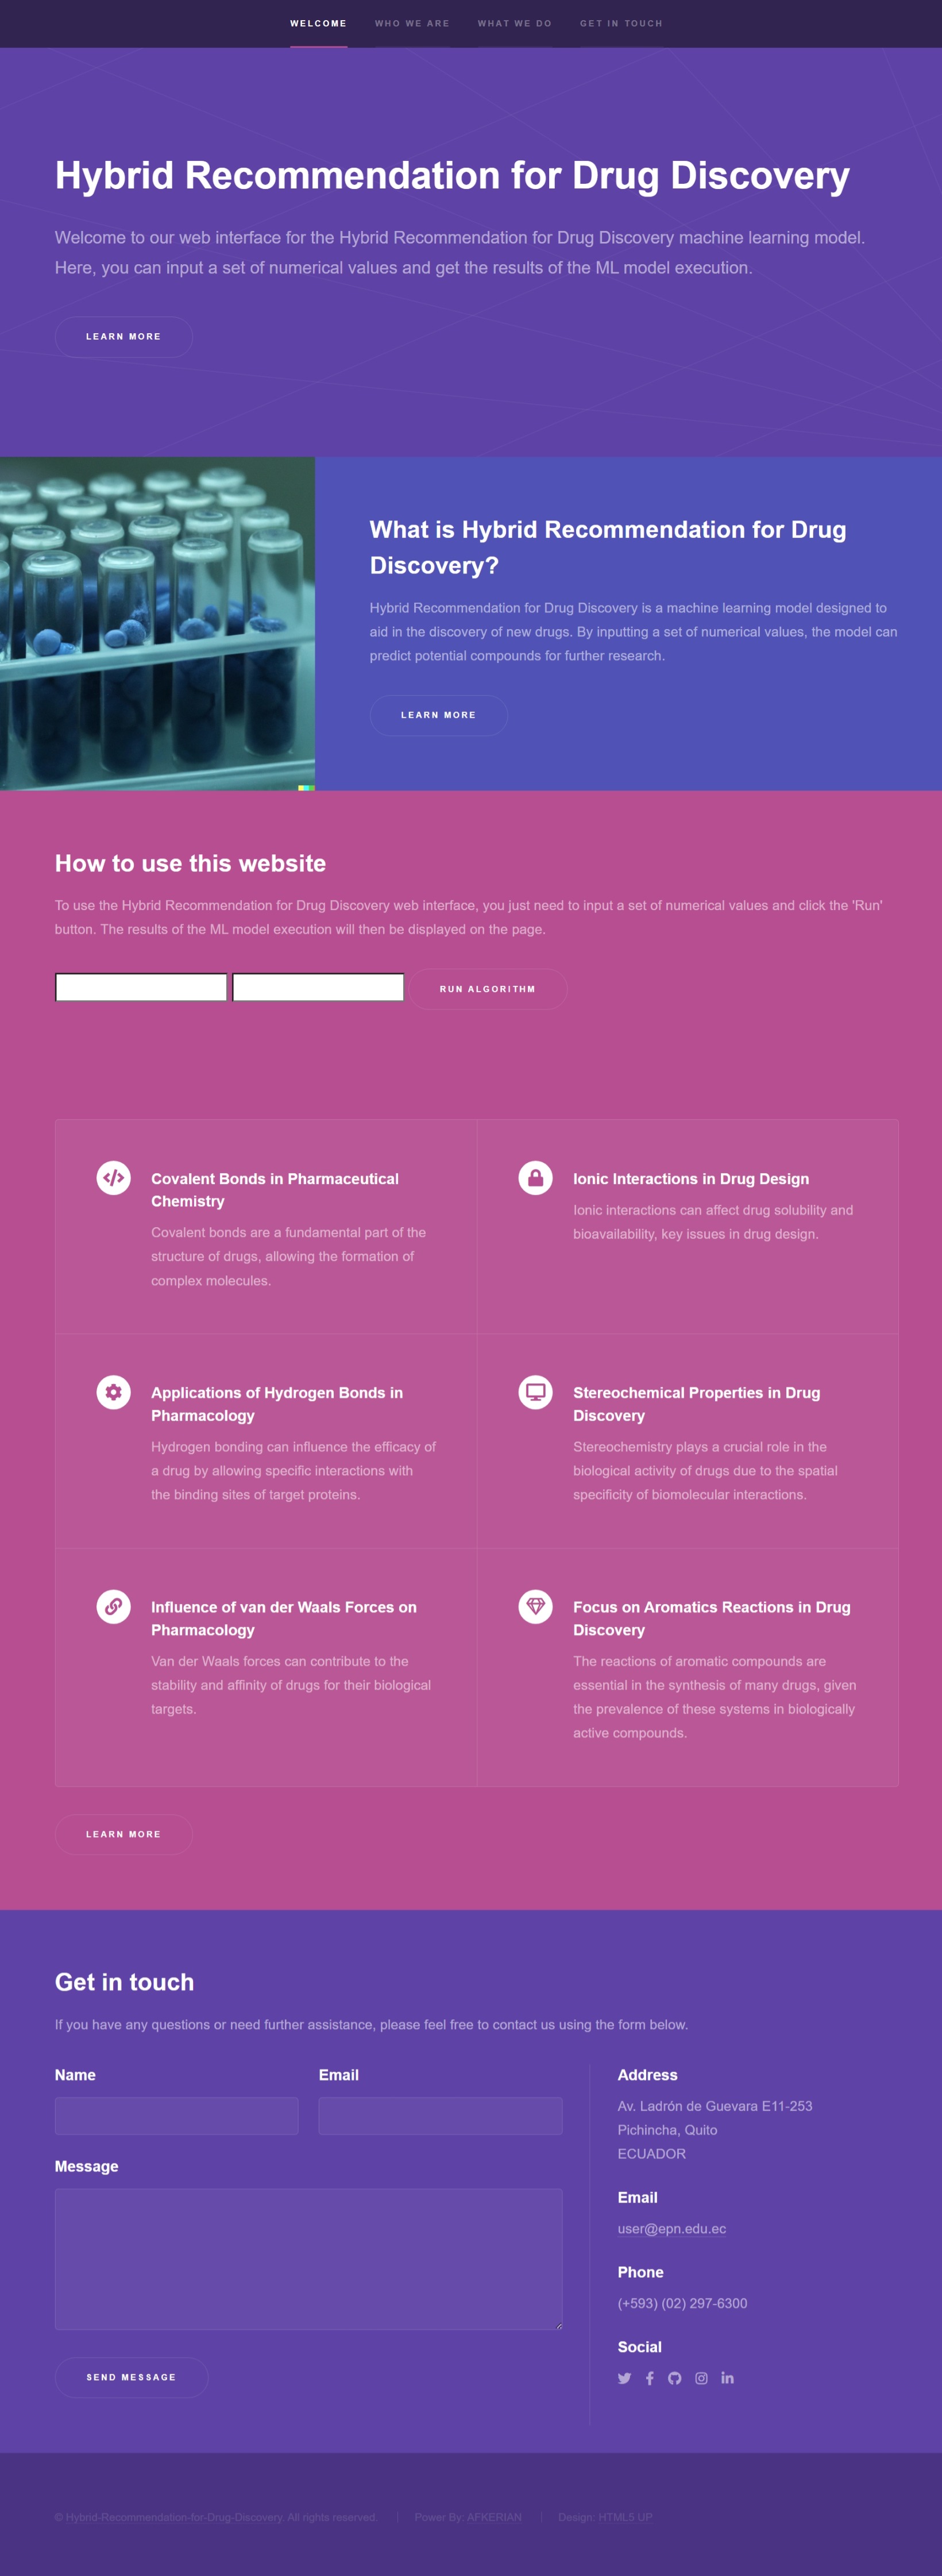 WELCOME WHO WE ARE WHAT WE DO GET IN TOUCH
Hybrid Recommendation for Drug Discovery
Welcome to our web interface for the Hybrid Recommendation for Drug Discovery machine learning model.
Here, you can input a set of numerical values and get the results of the ML model execution.
LEARN MORE
What is Hybrid Recommendation for Drug
Discovery?
Hybrid Recommendation for Drug Discovery is a machine learning model designed to
aid in the discovery of new drugs. By inputting a set of numerical values, the model can
predict potential compounds for further research.
LEARN MORE
How to use this website
To use the Hybrid Recommendation for Drug Discovery web interface, you just need to input a set of numerical values and click the 'Run'
button. The results of the ML model execution will then be displayed on the page.
RUN ALGORITHM
Covalent Bonds in Pharmaceutical
Chemistry
Covalent bonds are a fundamental part of the
structure of drugs, allowing the formation of
complex molecules.
Ionic Interactions in Drug Design
Ionic interactions can affect drug solubility and
bioavailability, key issues in drug design.
Applications of Hydrogen Bonds in
Pharmacology
Hydrogen bonding can influence the efficacy of
a drug by allowing specific interactions with
the binding sites of target proteins.
Stereochemical Properties in Drug
Discovery
Stereochemistry plays a crucial role in the
biological activity of drugs due to the spatial
specificity of biomolecular interactions.
Influence of van der Waals Forces on
Pharmacology
Van der Waals forces can contribute to the
stability and affinity of drugs for their biological
targets.
Focus on Aromatics Reactions in Drug
Discovery
The reactions of aromatic compounds are
essential in the synthesis of many drugs, given
the prevalence of these systems in biologically
active compounds.
LEARN MORE
Get in touch
If you have any questions or need further assistance, please feel free to contact us using the form below.
Name
Email
Message
SEND MESSAGE
Address
Av. Ladrón de Guevara E11-253
Pichincha, Quito
ECUADOR
Email
user@epn.edu.ec
Phone
(+593) (02) 297-6300
Social
© Hybrid-Recommendation-for-Drug-Discovery. All rights reserved. Power By: AFKERIAN Design: HTML5 UP